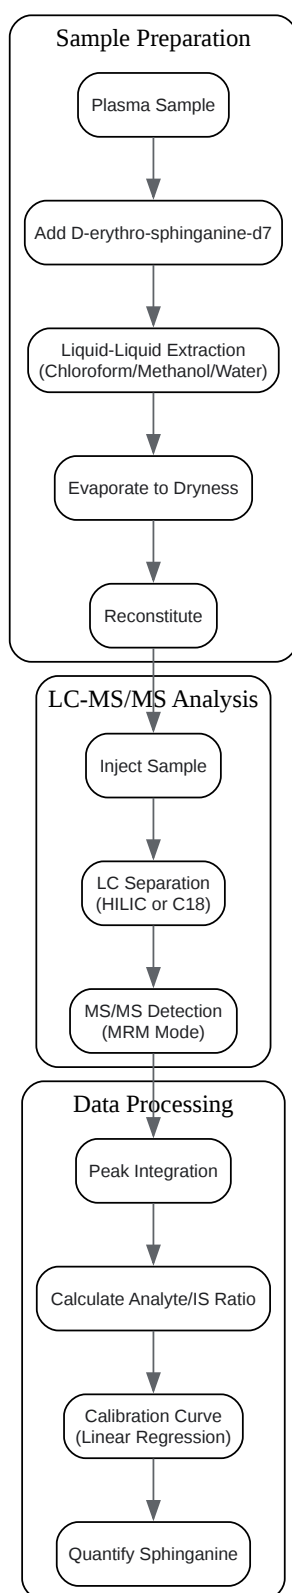 Sample Preparation
Plasma Sample
Add D-erythro-sphinganine-d7
Liquid-Liquid Extraction
(Chloroform/Methanol/Water)
Evaporate to Dryness
Reconstitute
LC-MS/MS Analysis
Inject Sample
LC Separation
(HILIC or C18)
MS/MS Detection
(MRM Mode)
Data Processing
Peak Integration
Calculate Analyte/IS Ratio
Calibration Curve
(Linear Regression)
Quantify Sphinganine